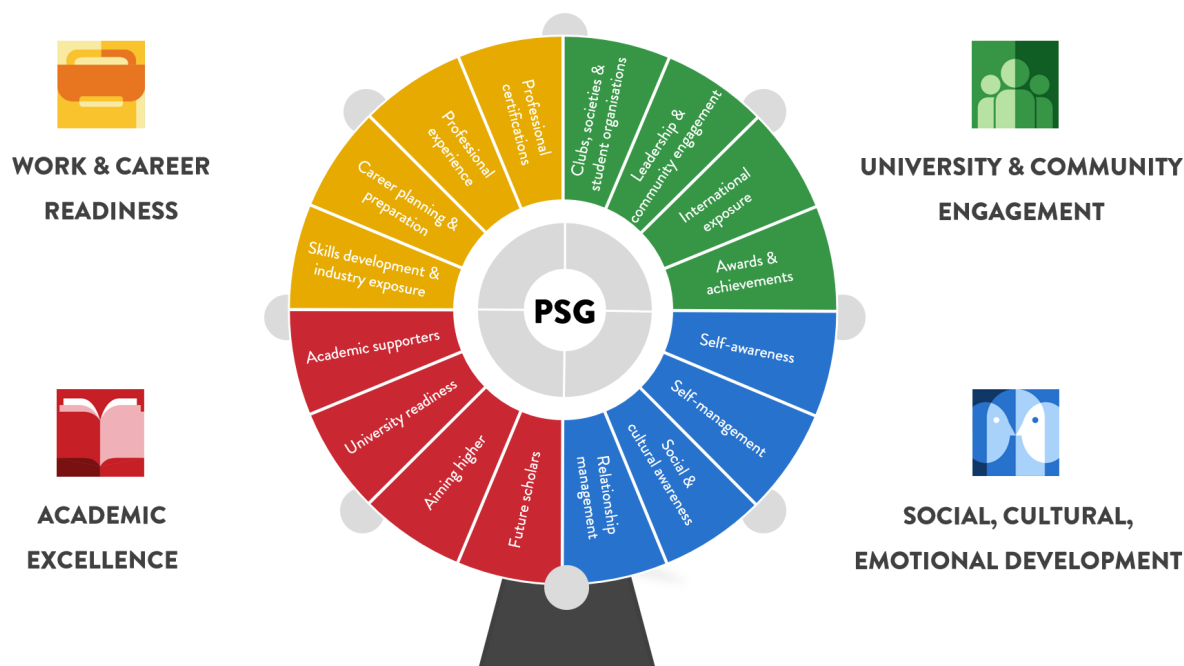 WORK & CAREER
READINESS
UNIVERSITY & COMMUNITY
ENGAGEMENT
ACADEMIC
EXCELLENCE
SOCIAL, CULTURAL,
EMOTIONAL DEVELOPMENT
PSG
Clubs, societies &
student organisations
Leadership &
community engagement
International
exposure
Awards &
achievements
Self-awareness
Self-management
Social &
cultural awareness
Relationship
management
Future scholars
Aiming higher
University readiness
Academic supporters
Skills development &
industry exposure
Career planning &
preparation
Professional
experience
Professional
certifications